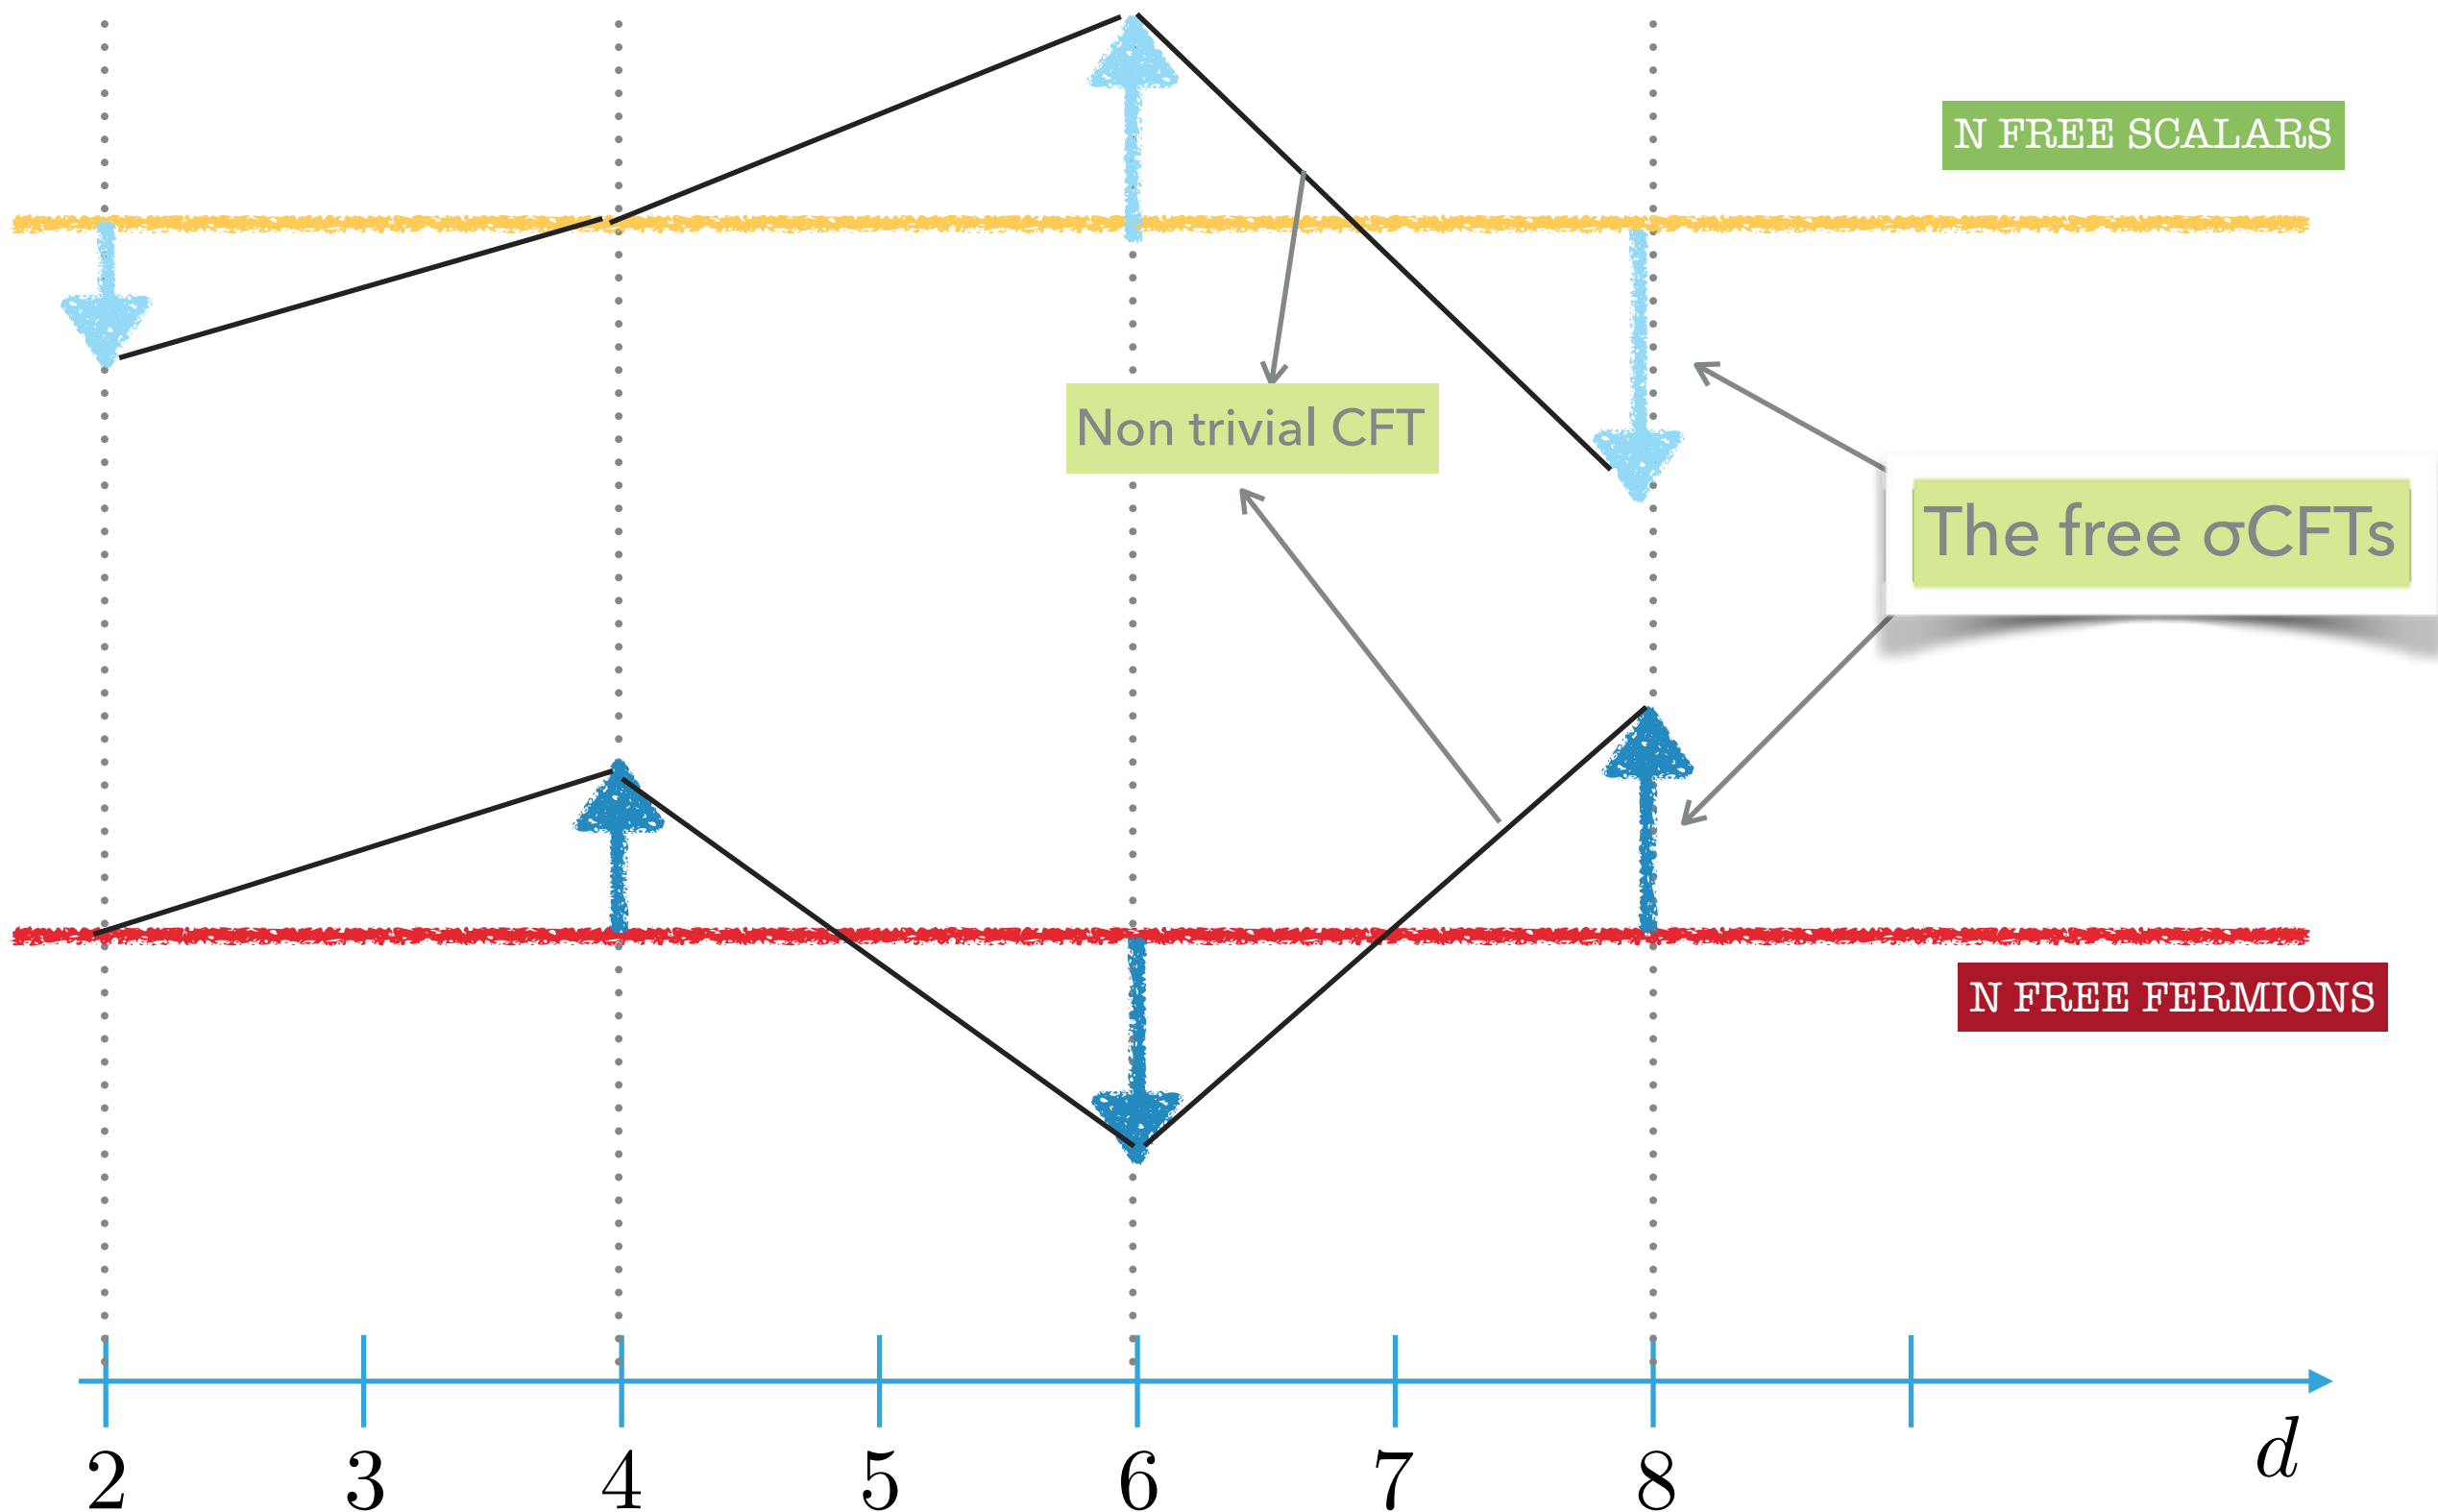 N FREE SCALARS
Non trivial CFT
The free σCFTs
N FREE FERMIONS
2 3 4 5 6 7 8 d